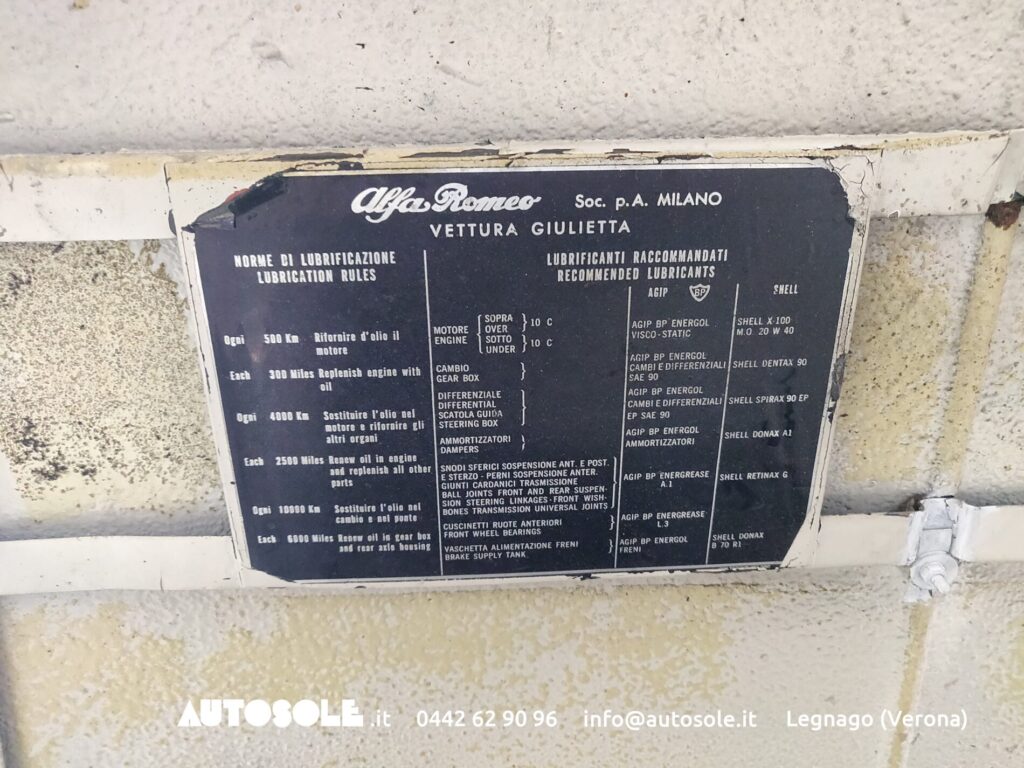 Alfa Romeo Soc. p.A. MILANO
VETTURA GIULIETTA
NORME DI LUBRIFICAZIONE
LUBRICATION RULES
Ogni 500 Km Rifornire d'olio il
motore
Each 300 Miles Replenish engine with
oil
Ogni 4000 Km Sostituire l'olio nel
motore e rifornire gli
altri organi
Each 2500 Miles Renew oil in engine
and replenish all other
parts
Ogni 10000 Km Sostituire l'olio nel
cambio e nel ponte
Each 6000 Miles Renew oil in gear box
and rear axle housing
LUBRIFICANTI RACCOMMANDATI
RECOMMENDED LUBRICANTS
AGIP BP SHELL
MOTORE
ENGINE
SOPRA
OVER
10 C
SOTTO
UNDER
10 C
AGIP BP ENERGOL
VISCO-STATIC
SHELL X-100
M.O. 20 W 40
CAMBIO
GEAR BOX
AGIP BP ENERGOL
CAMBI E DIFFERENZIALI
SAE 90
SHELL DENTAX 90
DIFFERENZIALE
DIFFERENTIAL
SCATOLA GUIDA
STEERING BOX
AGIP BP ENERGOL
CAMBI E DIFFERENZIALI
EP SAE 90
SHELL SPIRAX 90 EP
AMMORTIZZATORI
DAMPERS
AGIP BP ENERGOL
AMMORTIZZATORI
SHELL DONAX A1
SNODI SFERICI SOSPENSIONE ANT. E POST.
E STERZO - PERNI SOSPENSIONE ANTER.
GIUNTI CARDANICI TRASMISSIONE
BALL JOINTS FRONT AND REAR SUSPEN-
SION STEERING LINKAGES - FRONT WISH-
BONES TRANSMISSION UNIVERSAL JOINTS
AGIP BP ENERGREASE
A.1
SHELL RETINAX G
CUSCINETTI RUOTE ANTERIORI
FRONT WHEEL BEARINGS
AGIP BP ENERGREASE
L.3
VASCHETTA ALIMENTAZIONE FRENI
BRAKE SUPPLY TANK
AGIP BP ENERGOL
FRENI
SHELL DONAX
B 70 R1
AUTOSOLE.it 0442 62 90 96 info@autosole.it Legnago (Verona)